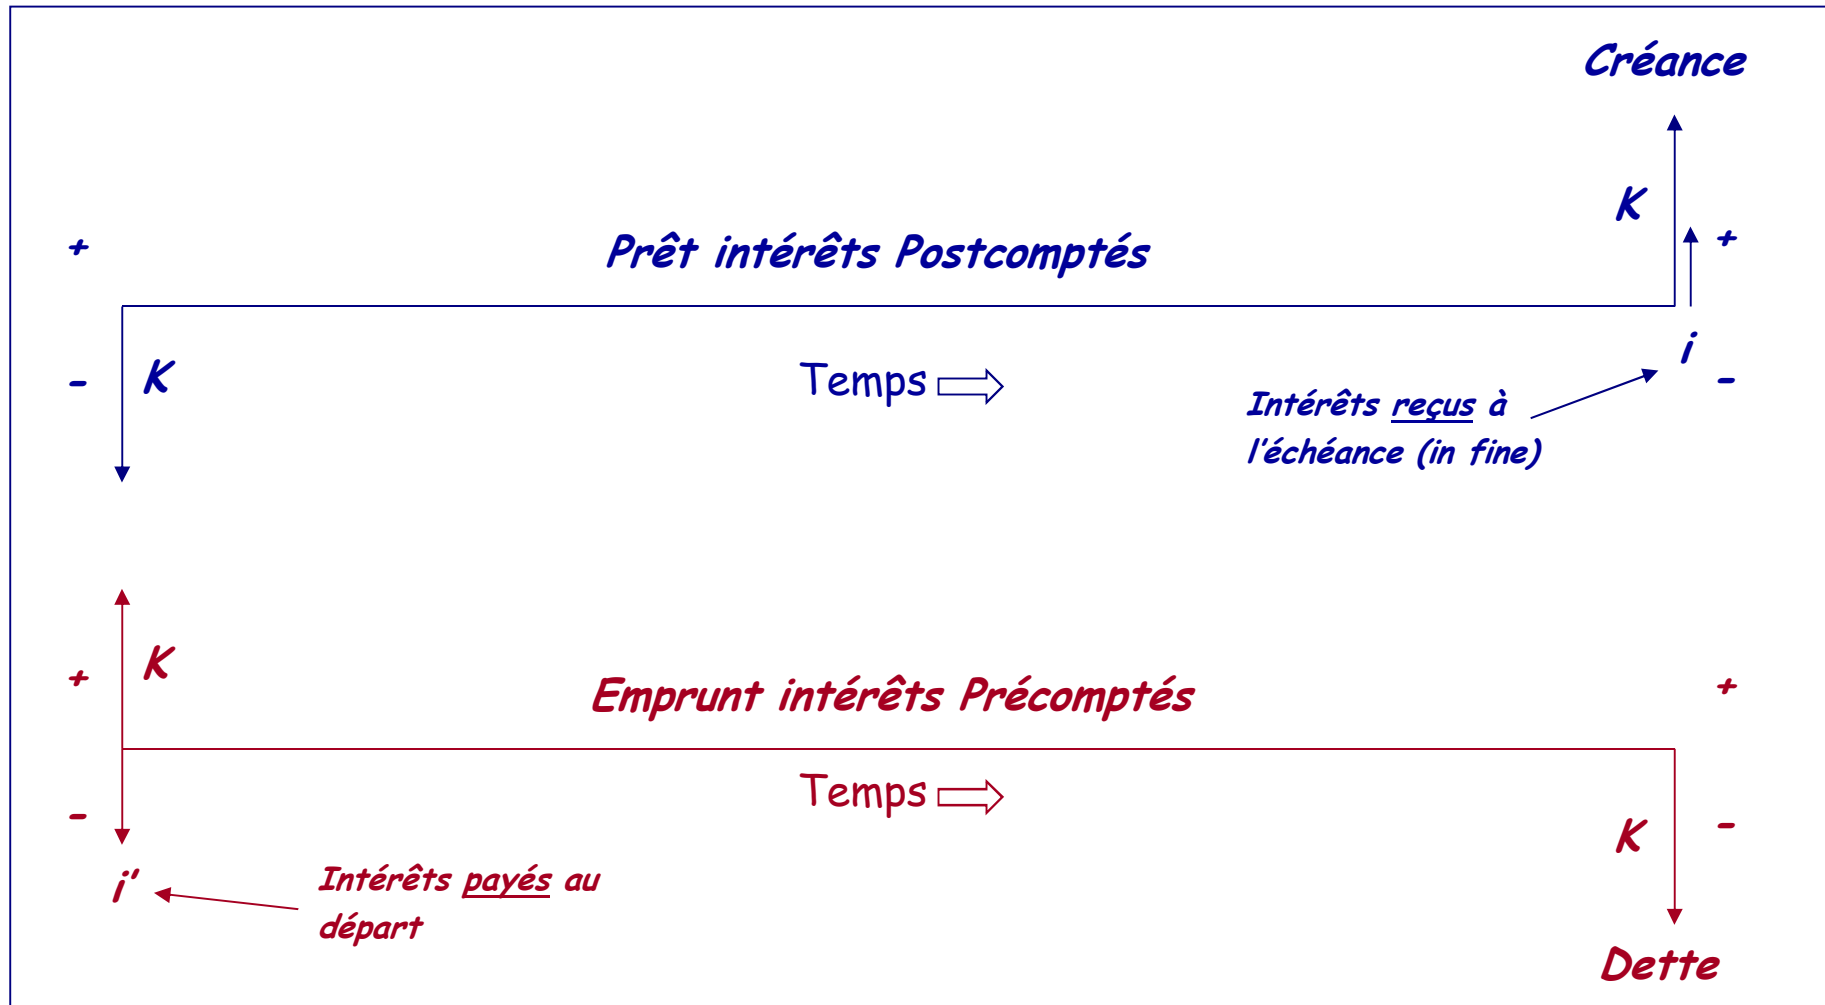 Créance
K
+
Prêt intérêts Postcomptés
+
-
K
Temps
i
-
Intérêts reçus à
l'échéance (in fine)
K
+
Emprunt intérêts Précomptés
+
Temps
-
K
-
i'
Intérêts payés au
départ
Dette